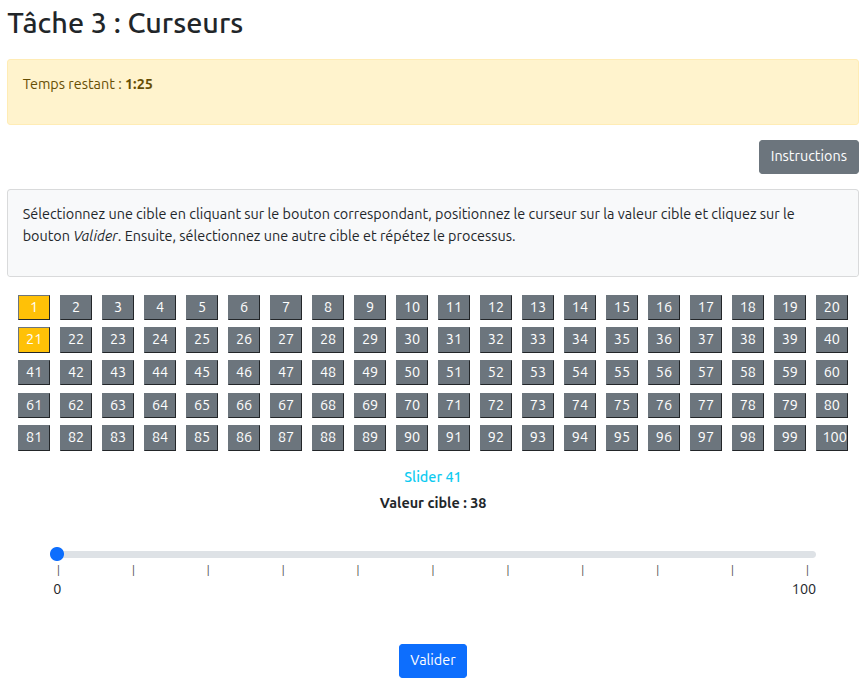 Tâche 3 : Curseurs
Temps restant : 1:25
Instructions
Sélectionnez une cible en cliquant sur le bouton correspondant, positionnez le curseur sur la valeur cible et cliquez sur le
bouton Valider. Ensuite, sélectionnez une autre cible et répétez le processus.
1 2 3 4 5 6 7 8 9 10 11 12 13 14 15 16 17 18 19 20
21 22 23 24 25 26 27 28 29 30 31 32 33 34 35 36 37 38 39 40
41 42 43 44 45 46 47 48 49 50 51 52 53 54 55 56 57 58 59 60
61 62 63 64 65 66 67 68 69 70 71 72 73 74 75 76 77 78 79 80
81 82 83 84 85 86 87 88 89 90 91 92 93 94 95 96 97 98 99 100
Slider 41
Valeur cible : 38
0 100
Valider